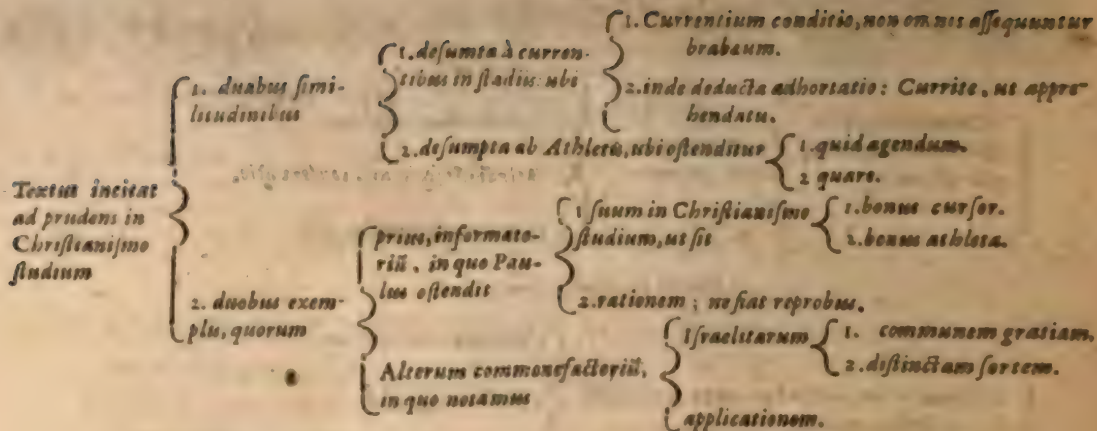 Textus incitat
ad prudens in
Christianismo
studium
1. duabus simi-
litudinibus
1. desumta à curren-
tibus in stadiis: ubi
1. Currentium conditio, non omnes assequuntur
brabaum.
2. inde deducta adhortatio: Currite, ut appre-
hendatu.
2. desumpta ab Athletis, ubi ostenditur
1. quid agendum.
2 quare.
2. duobus exem-
plis, quorum
prius, informato-
riũ, in quo Pau-
lus ostendit
1 suum in Christianismo
studium, ut sit
1. bonus cursor.
2. bonus athleta.
2. rationem; ne fiat reprobus.
Alterum commonefactoriũ,
in quo notamus
Israelitarum
1. communem gratiam.
2. distinctam sortem.
applicationem.